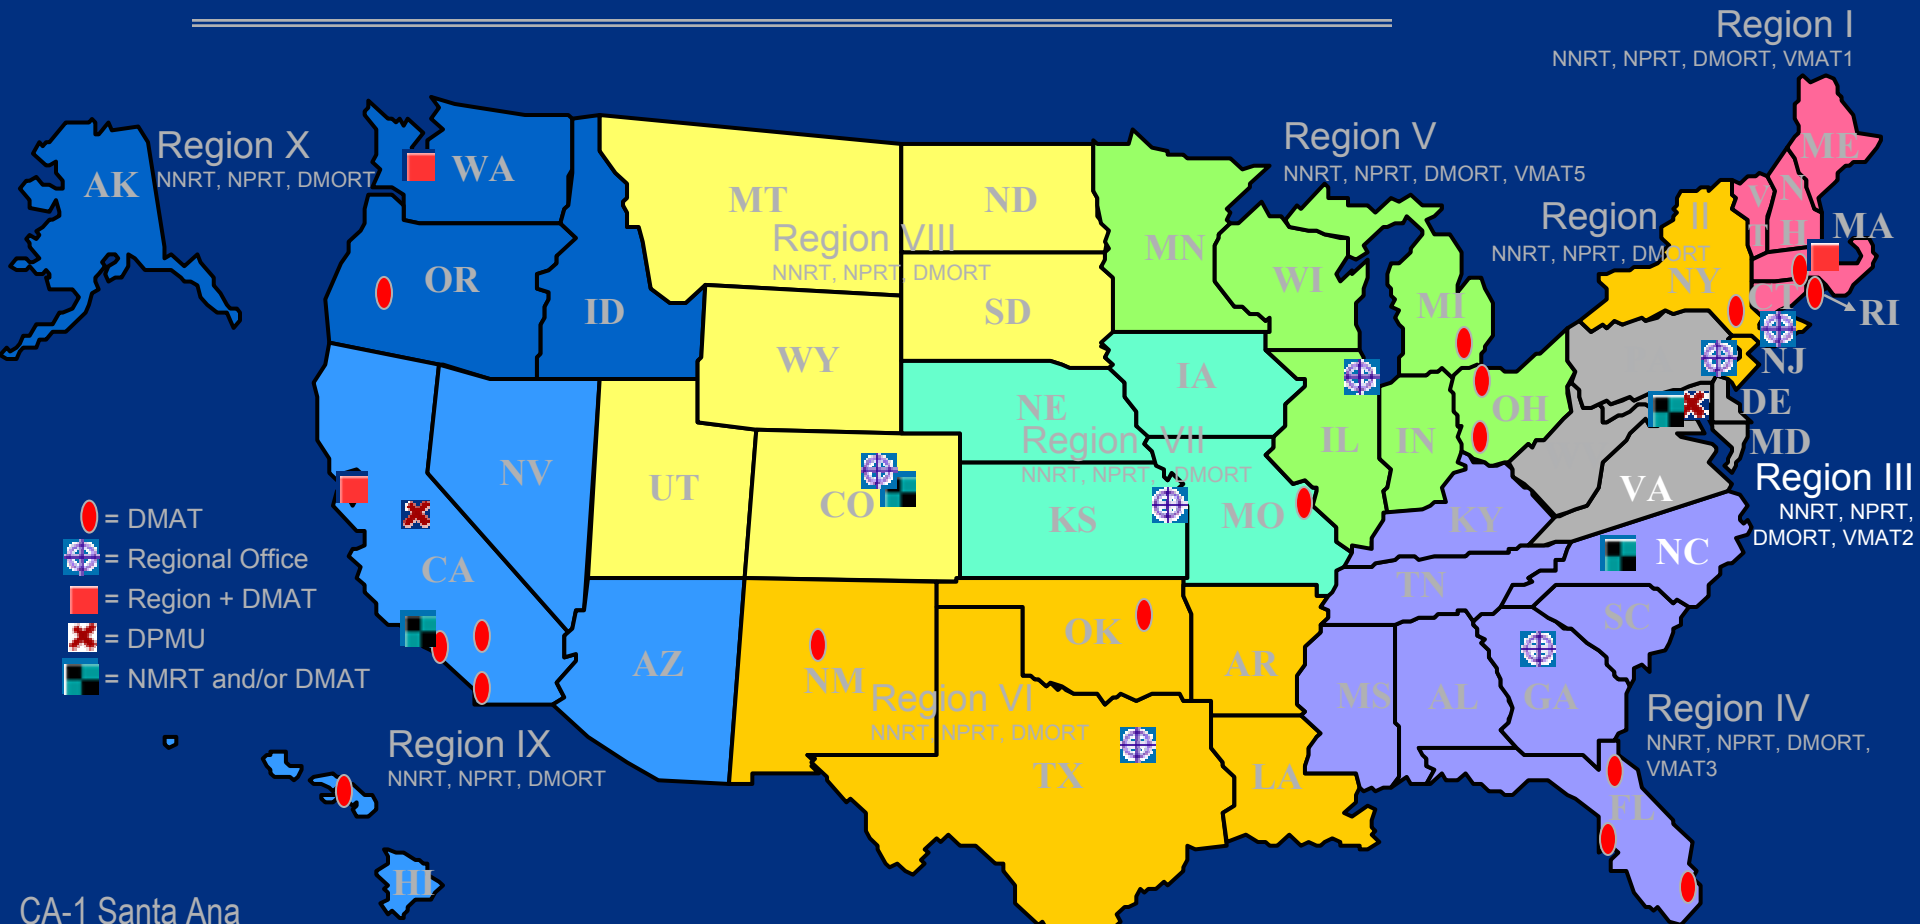 Region I
NNRT, NPRT, DMORT, VMAT1
Region X
NNRT, NPRT, DMORT
Region V
NNRT, NPRT, DMORT, VMAT5
Region II
NNRT, NPRT, DMORT
Region VIII
NNRT, NPRT, DMORT
AK
WA
MT
ND
MN
WI
MI
NY
VT
NH
ME
MA
CT
RI
OR
ID
SD
WY
IA
NE
Region VII
NNRT, NPRT, DMORT
IL
IN
OH
NJ
DE
MD
Region III
NNRT, NPRT,
DMORT, VMAT2
VA
NV
UT
CO
KS
MO
KY
NC
= DMAT
= Regional Office
= Region + DMAT
= DPMU
= NMRT and/or DMAT
CA
TN
SC
AZ
NM
OK
AR
MS
AL
GA
Region VI
NNRT, NPRT, DMORT
Region IV
NNRT, NPRT, DMORT,
VMAT3
Region IX
NNRT, NPRT, DMORT
TX
LA
FL
HI
CA-1 Santa Ana